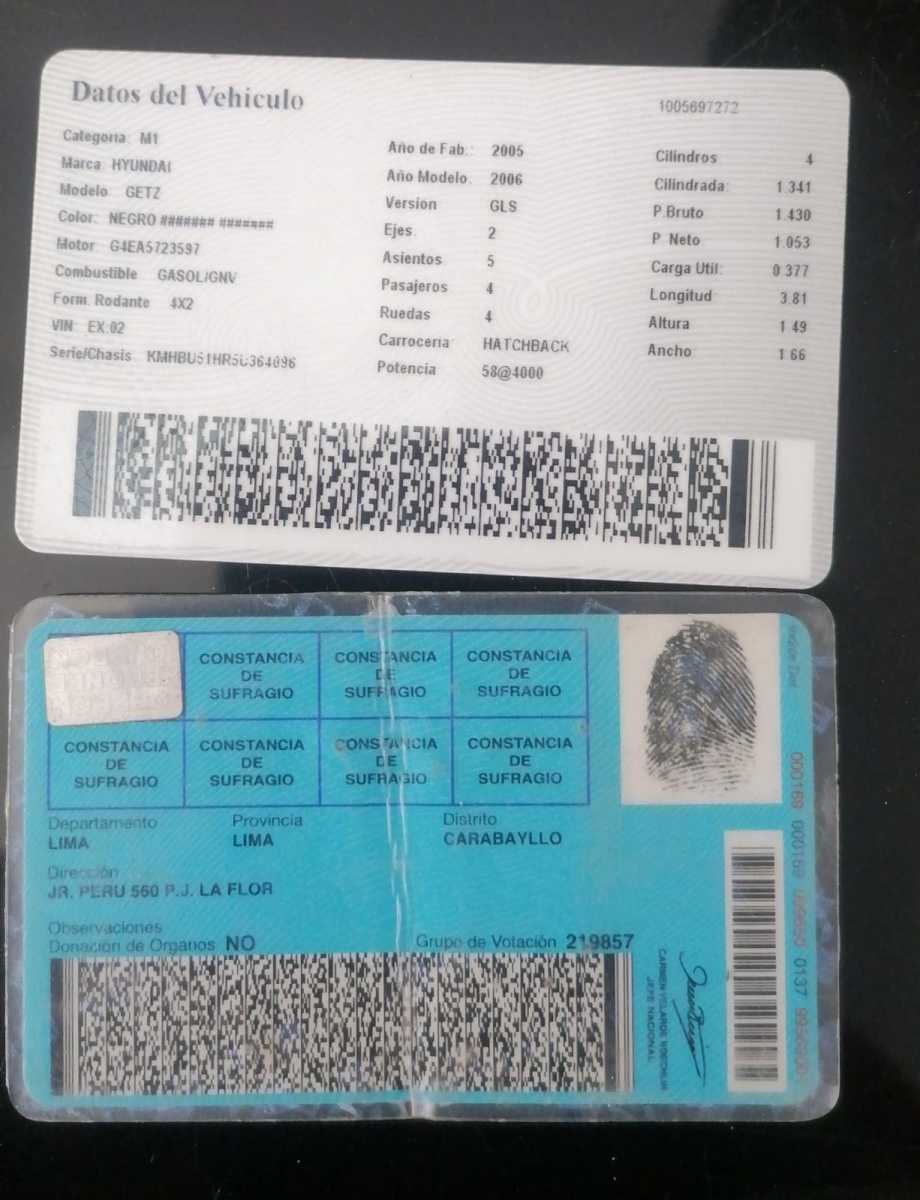 Datos del Vehiculo
1005697272
Categoria: M1
Marca: HYUNDAI
Modelo GETZ
Color: NEGRO ####### #######
Motor G4EA5723597
Combustible GASOL/GNV
Form. Rodante 4X2
VIN: EX.02
Serie/Chasis
Año de Fab.: 2005
Año Modelo. 2006
Version GLS
Ejes 2
Asientos 5
Pasajeros 4
Ruedas 4
Carroceria HATCHBACK
Potencia 58@4000
Cilindros 4
Cilindrada: 1.341
P.Bruto 1.430
P Neto 1.053
Carga Util: 0.377
Longitud 3.81
Altura 1.49
Ancho 1.66
CONSTANCIA DE SUFRAGIO
CONSTANCIA DE SUFRAGIO
CONSTANCIA DE SUFRAGIO
CONSTANCIA DE SUFRAGIO
CONSTANCIA DE SUFRAGIO
CONSTANCIA DE SUFRAGIO
CONSTANCIA DE SUFRAGIO
Departamento
LIMA
Provincia
LIMA
Distrito
CARABAYLLO
Dirección
JR. PERU 560 P.J. LA FLOR
Observaciones
Donación de Organos NO
Grupo de Votación 219857
JEFE NACIONAL